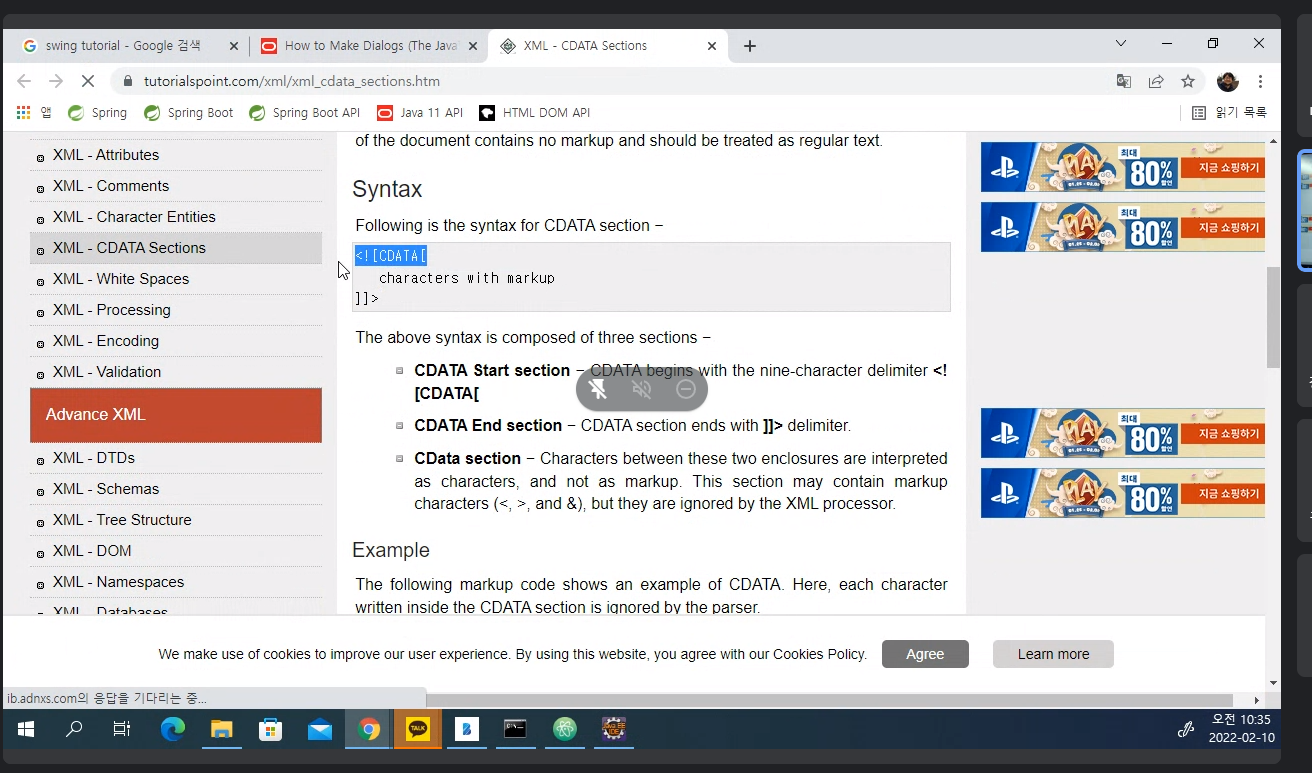 swing tutorial - Google 검색
How to Make Dialogs (The Java
XML - CDATA Sections
tutorialspoint.com/xml/xml_cdata_sections.htm
앱
Spring
Spring Boot
Spring Boot API
Java 11 API
HTML DOM API
읽기 목록
XML - Attributes
XML - Comments
XML - Character Entities
XML - CDATA Sections
XML - White Spaces
XML - Processing
XML - Encoding
XML - Validation
Advance XML
XML - DTDs
XML - Schemas
XML - Tree Structure
XML - DOM
XML - Namespaces
XML - Databases
of the document contains no markup and should be treated as regular text.
Syntax
Following is the syntax for CDATA section −
<![CDATA[
characters with markup
]]>
The above syntax is composed of three sections −
CDATA Start section − CDATA begins with the nine-character delimiter <!
[CDATA[
CDATA End section − CDATA section ends with ]]> delimiter.
CData section − Characters between these two enclosures are interpreted
as characters, and not as markup. This section may contain markup
characters (<, >, and &), but they are ignored by the XML processor.
Example
The following markup code shows an example of CDATA. Here, each character
written inside the CDATA section is ignored by the parser.
PLAY
최대
80%
할인
지금 쇼핑하기
PLAY
최대
80%
할인
지금 쇼핑하기
PLAY
최대
80%
할인
지금 쇼핑하기
PLAY
최대
80%
할인
지금 쇼핑하기
We make use of cookies to improve our user experience. By using this website, you agree with our Cookies Policy.
Agree
Learn more
ib.adnxs.com의 응답을 기다리는 중...
TALK
오전 10:35
2022-02-10